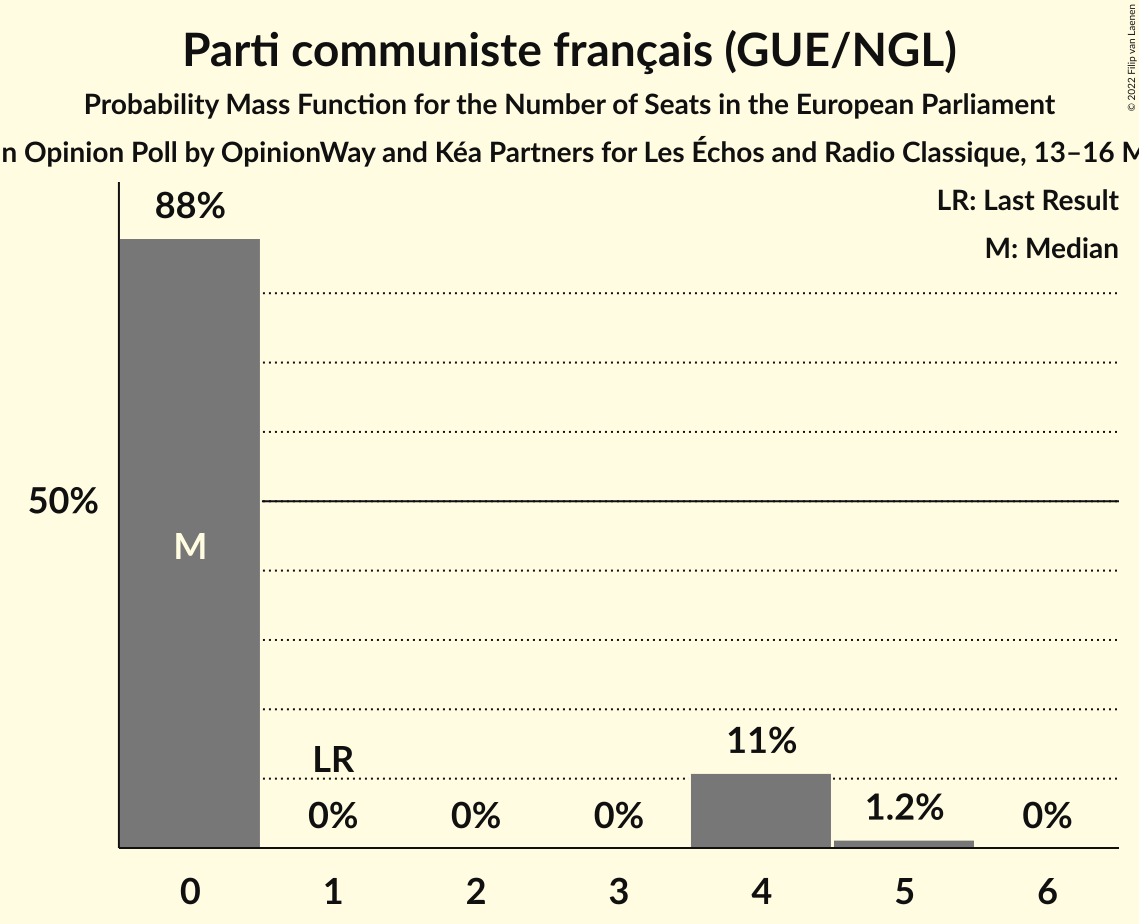 Parti communiste français (GUE/NGL)
Probability Mass Function for the Number of Seats in the European Parliament
n Opinion Poll by OpinionWay and Kéa Partners for Les Échos and Radio Classique, 13–16 M
© 2022 Filip van Laenen
LR: Last Result
M: Median
88%
50%
M
LR
0%
0%
0%
11%
1.2%
0%
0 1 2 3 4 5 6